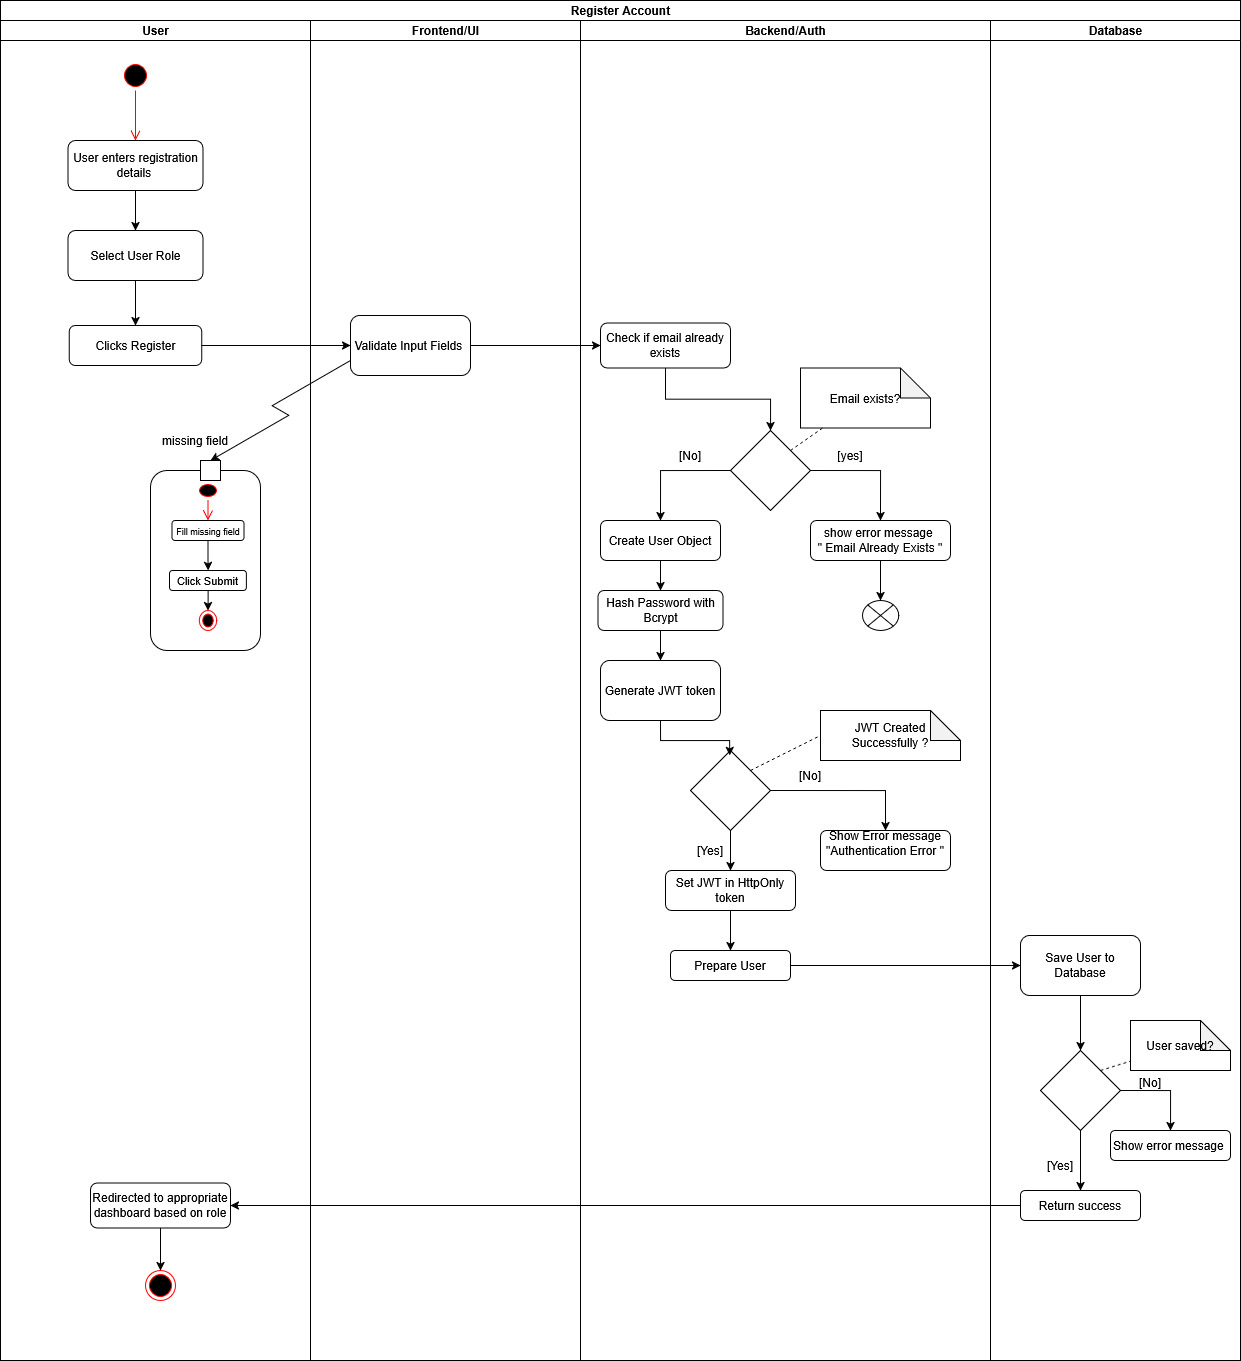 Register Account
User
Frontend/UI
Backend/Auth
Database
User enters registration
details
Select User Role
Clicks Register
Validate Input Fields
Check if email already
exists
Email exists?
missing field
[No]
[yes]
Fill missing field
Click Submit
Create User Object
show error message
" Email Already Exists "
Hash Password with
Bcrypt
Generate JWT token
JWT Created
Successfully ?
[No]
Show Error message
"Authentication Error "
[Yes]
Set JWT in HttpOnly
token
Prepare User
Save User to
Database
User saved?
[No]
Show error message
[Yes]
Return success
Redirected to appropriate
dashboard based on role